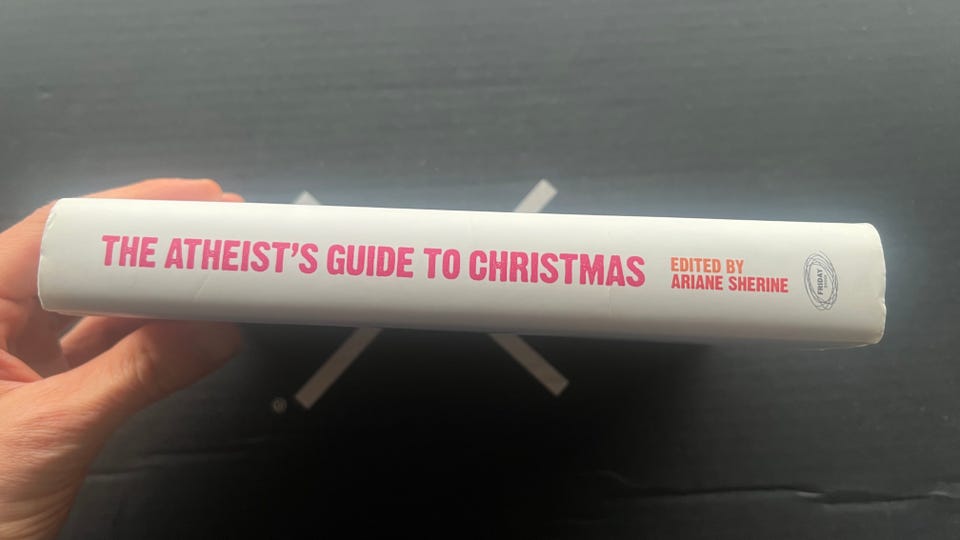 THE ATHEIST'S GUIDE TO CHRISTMAS
EDITED BY
ARIANE SHERINE
FRIDAY